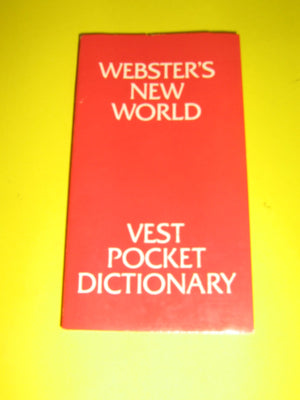 WEBSTER'S
NEW
WORLD
VEST
POCKET
DICTIONARY